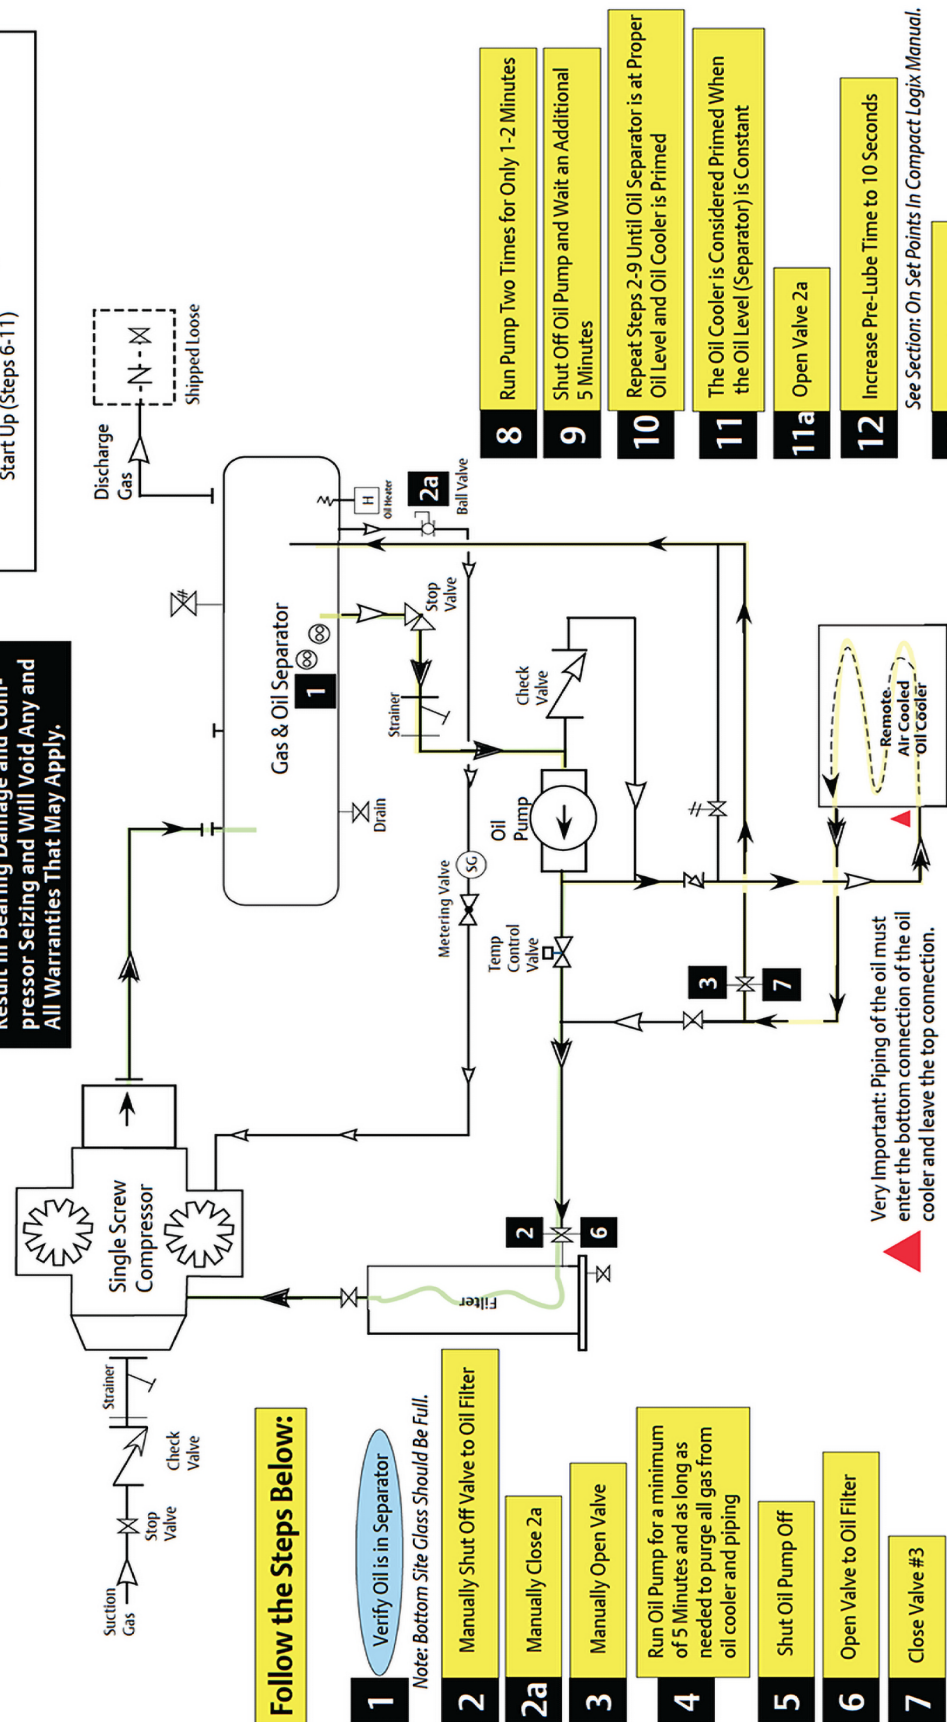 Start Up (Steps 6-11)
Result in Bearing Damage and Com-
pressor Seizing and Will Void Any and
All Warranties That May Apply.
Suction
Gas
Stop
Valve
Check
Valve
Strainer
Single Screw
Compressor
Discharge
Gas
Shipped Loose
Gas & Oil Separator
1
H
Oil Heater
2a
Ball Valve
Drain
Strainer
Stop
Valve
Metering Valve
SG
Oil
Pump
Check
Valve
Temp
Control
Valve
Filter
2
6
3
7
Remote
Air Cooled
Oil Cooler
Very Important: Piping of the oil must
enter the bottom connection of the oil
cooler and leave the top connection.
Follow the Steps Below:
1 Verify Oil is in Separator
Note: Bottom Site Glass Should Be Full.
2 Manually Shut Off Valve to Oil Filter
2a Manually Close 2a
3 Manually Open Valve
4 Run Oil Pump for a minimum
of 5 Minutes and as long as
needed to purge all gas from
oil cooler and piping
5 Shut Oil Pump Off
6 Open Valve to Oil Filter
7 Close Valve #3
8 Run Pump Two Times for Only 1-2 Minutes
9 Shut Off Oil Pump and Wait an Additional
5 Minutes
10 Repeat Steps 2-9 Until Oil Separator is at Proper
Oil Level and Oil Cooler is Primed
11 The Oil Cooler is Considered Primed When
the Oil Level (Separator) is Constant
11a Open Valve 2a
12 Increase Pre-Lube Time to 10 Seconds
See Section: On Set Points In Compact Logix Manual.